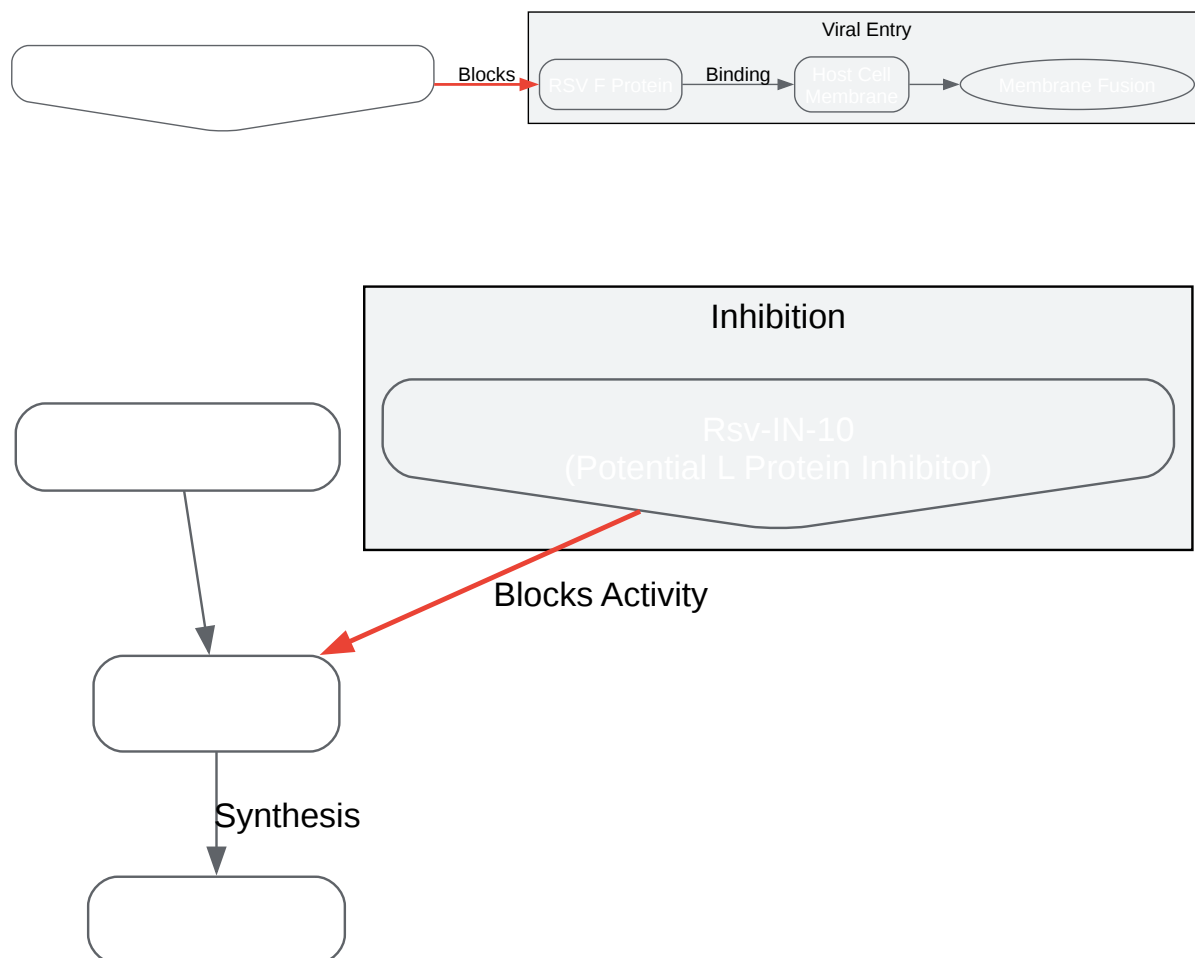 Viral Entry
Blocks
RSV F Protein
Binding
Host Cell
Membrane
Membrane Fusion
Inhibition
Rsv-IN-10
(Potential L Protein Inhibitor)
Blocks Activity
Synthesis